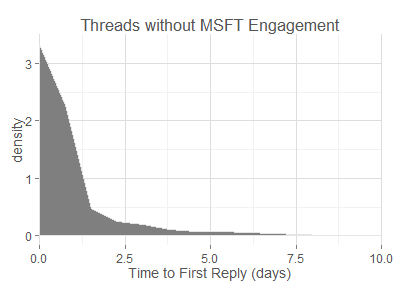 Threads without MSFT Engagement
density
3
2
1
0
0.0 2.5 5.0 7.5 10.0
Time to First Reply (days)